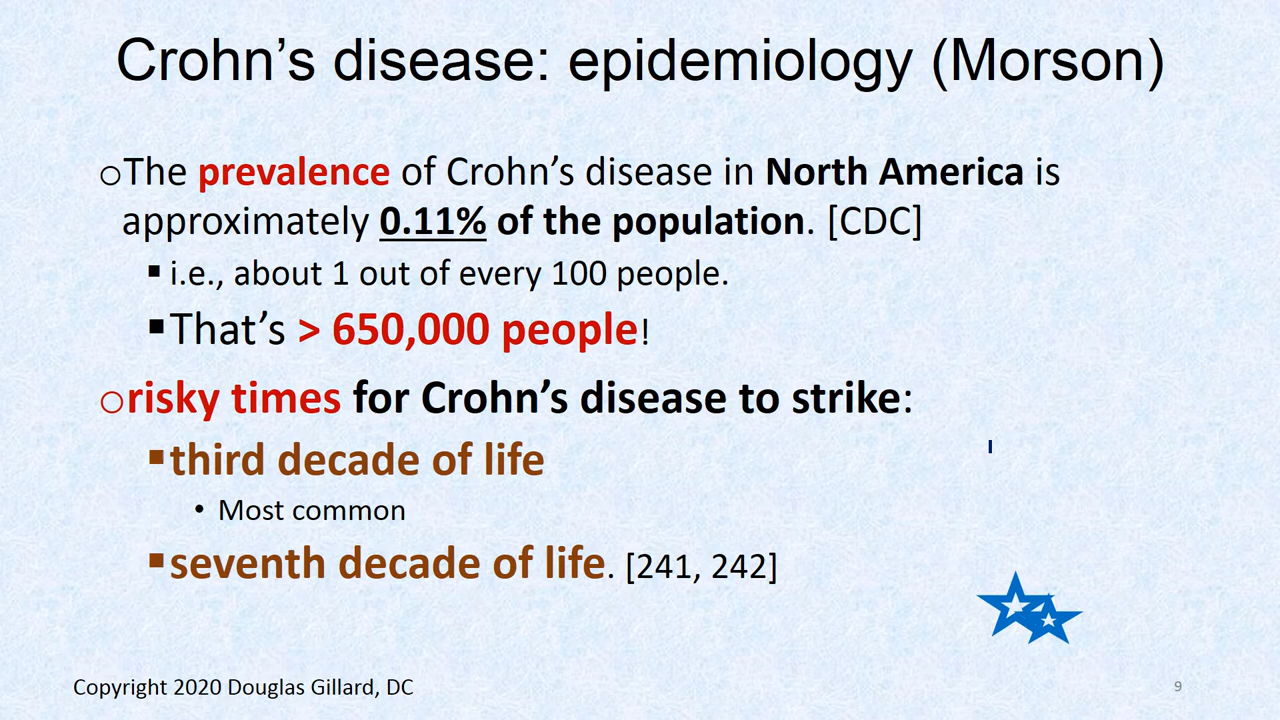 Crohn’s disease: epidemiology (Morson)
oThe prevalence of Crohn’s disease in North America is
approximately 0.11% of the population. [CDC]
▪ i.e., about 1 out of every 100 people.
▪ That’s > 650,000 people!
orisky times for Crohn’s disease to strike:
▪ third decade of life
• Most common
▪ seventh decade of life. [241, 242]
Copyright 2020 Douglas Gillard, DC
9